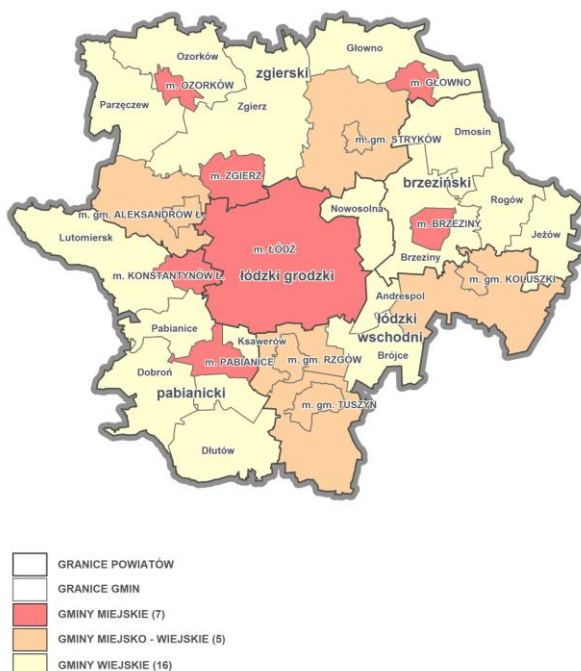 Ozorków
Głowno
zgierski
m. OZORKÓW
m. GŁOWNO
Parzęczew
Zgierz
Dmosin
m. gm. STRYKÓW
m. ZGIERZ
brzeziński
Rogów
m. gm. ALEKSANDRÓW Ł.
Nowosolna
m. BRZEZINY
Lutomiersk
Jeżów
m. ŁÓDŹ
Brzeziny
m. KONSTANTYNÓW Ł.
łódzki grodzki
m. gm. KOLUSZKI
Andrespol
Pabianice
łódzki
wschodni
Ksawerów
Brójce
m. PABIANICE
m. gm. RZGÓW
Dobroń
pabianicki
m. gm. TUSZYN
Dłutów
GRANICE POWIATÓW
GRANICE GMIN
GMINY MIEJSKIE (7)
GMINY MIEJSKO - WIEJSKIE (5)
GMINY WIEJSKIE (16)